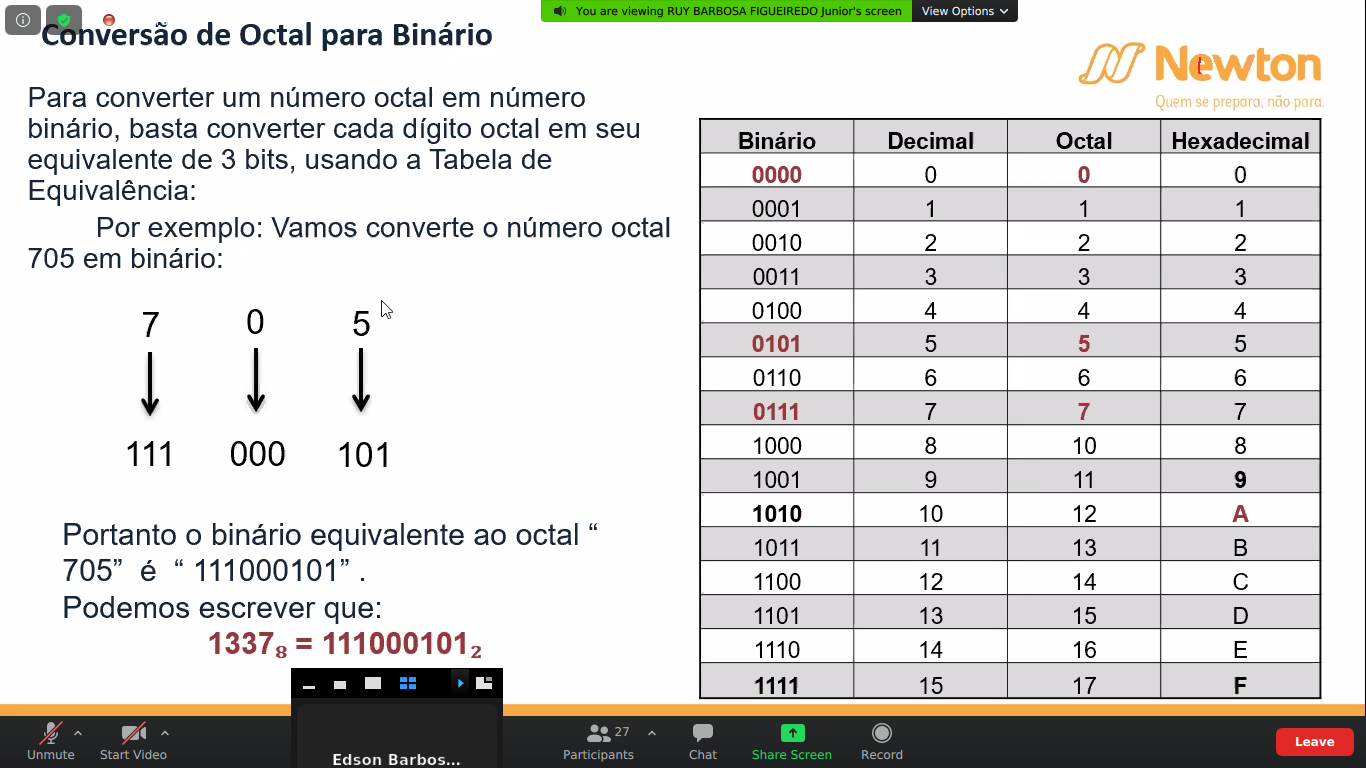 You are viewing RUY BARBOSA FIGUEIREDO Junior's screen
View Options
Conversão de Octal para Binário
Newton
Quem se prepara, não para.
Para converter um número octal em número
binário, basta converter cada dígito octal em seu
equivalente de 3 bits, usando a Tabela de
Equivalência:
Por exemplo: Vamos converte o número octal
705 em binário:
7 0 5
111 000 101
Portanto o binário equivalente ao octal “
705” é “ 111000101” .
Podemos escrever que:
1337₈ = 111000101₂
Binário Decimal Octal Hexadecimal
0000 0 0 0
0001 1 1 1
0010 2 2 2
0011 3 3 3
0100 4 4 4
0101 5 5 5
0110 6 6 6
0111 7 7 7
1000 8 10 8
1001 9 11 9
1010 10 12 A
1011 11 13 B
1100 12 14 C
1101 13 15 D
1110 14 16 E
1111 15 17 F
Edson Barbos...
Unmute
Start Video
27
Participants
Chat
Share Screen
Record
Leave